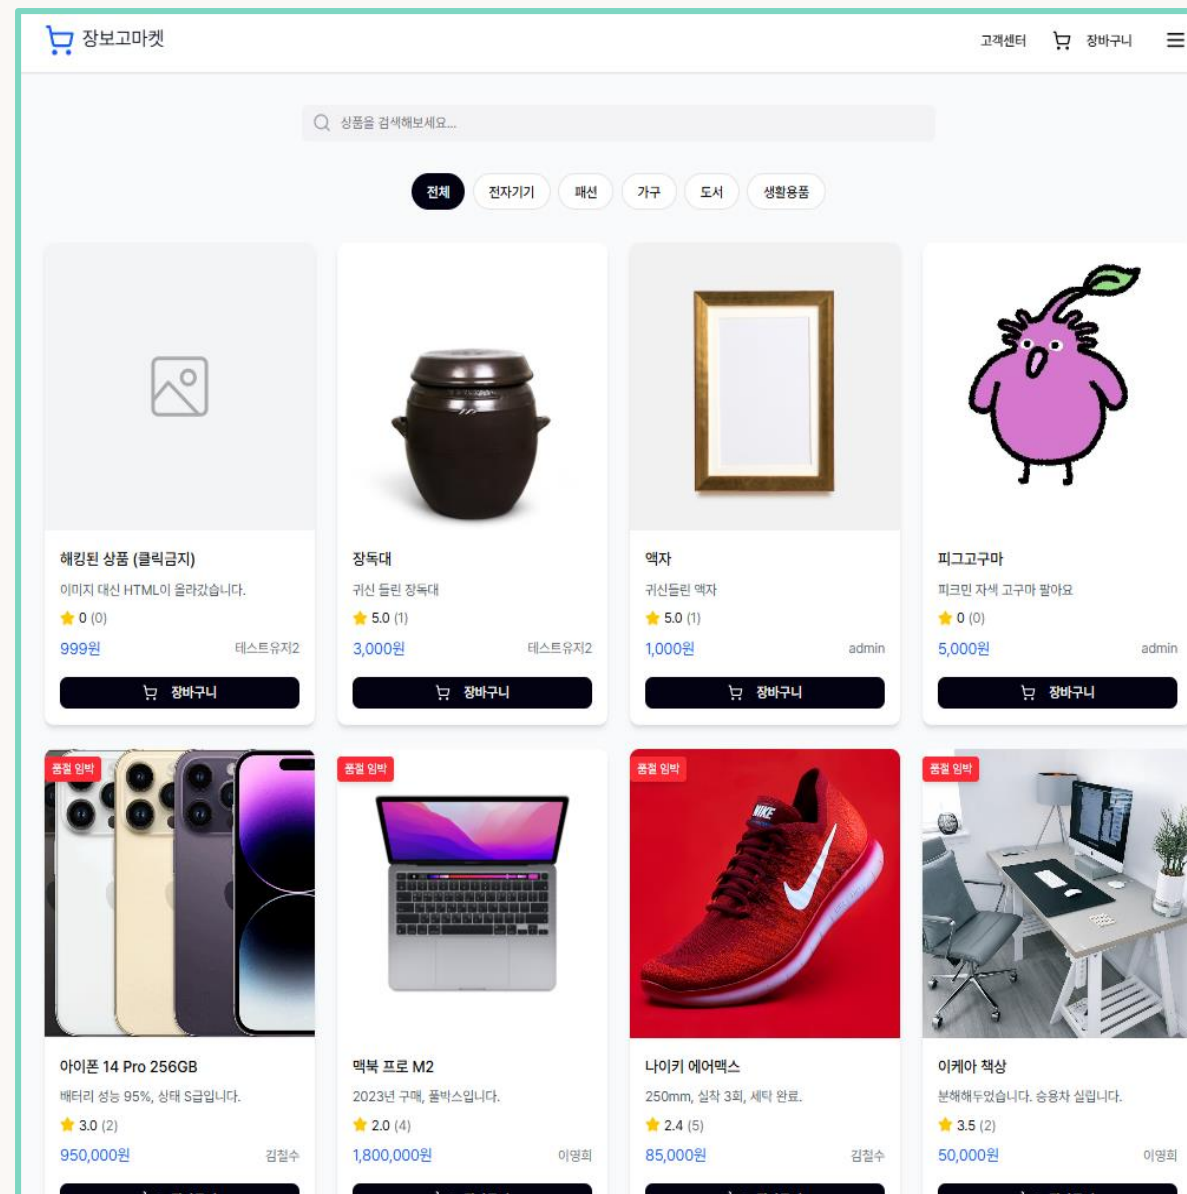 장보고마켓
고객센터 장바구니
상품을 검색해보세요...
전체 전자기기 패션 가구 도서 생활용품
해킹된 상품 (클릭금지)
이미지 대신 HTML이 올라갔습니다.
0 (0)
999원 테스트유저2
장바구니
장독대
귀신 들린 장독대
5.0 (1)
3,000원 테스트유저2
장바구니
액자
귀신들린 액자
5.0 (1)
1,000원 admin
장바구니
피그고구마
피크민 자색 고구마 팔아요
0 (0)
5,000원 admin
장바구니
품절 임박
아이폰 14 Pro 256GB
배터리 성능 95%, 상태 S급입니다.
3.0 (2)
950,000원 김철수
품절 임박
맥북 프로 M2
2023년 구매, 풀박스입니다.
2.0 (4)
1,800,000원 이영희
품절 임박
NIKE
나이키 에어맥스
250mm, 실착 3회, 세탁 완료.
2.4 (5)
85,000원 김철수
품절 임박
이케아 책상
분해해두었습니다. 승용차 실립니다.
3.5 (2)
50,000원 이영희